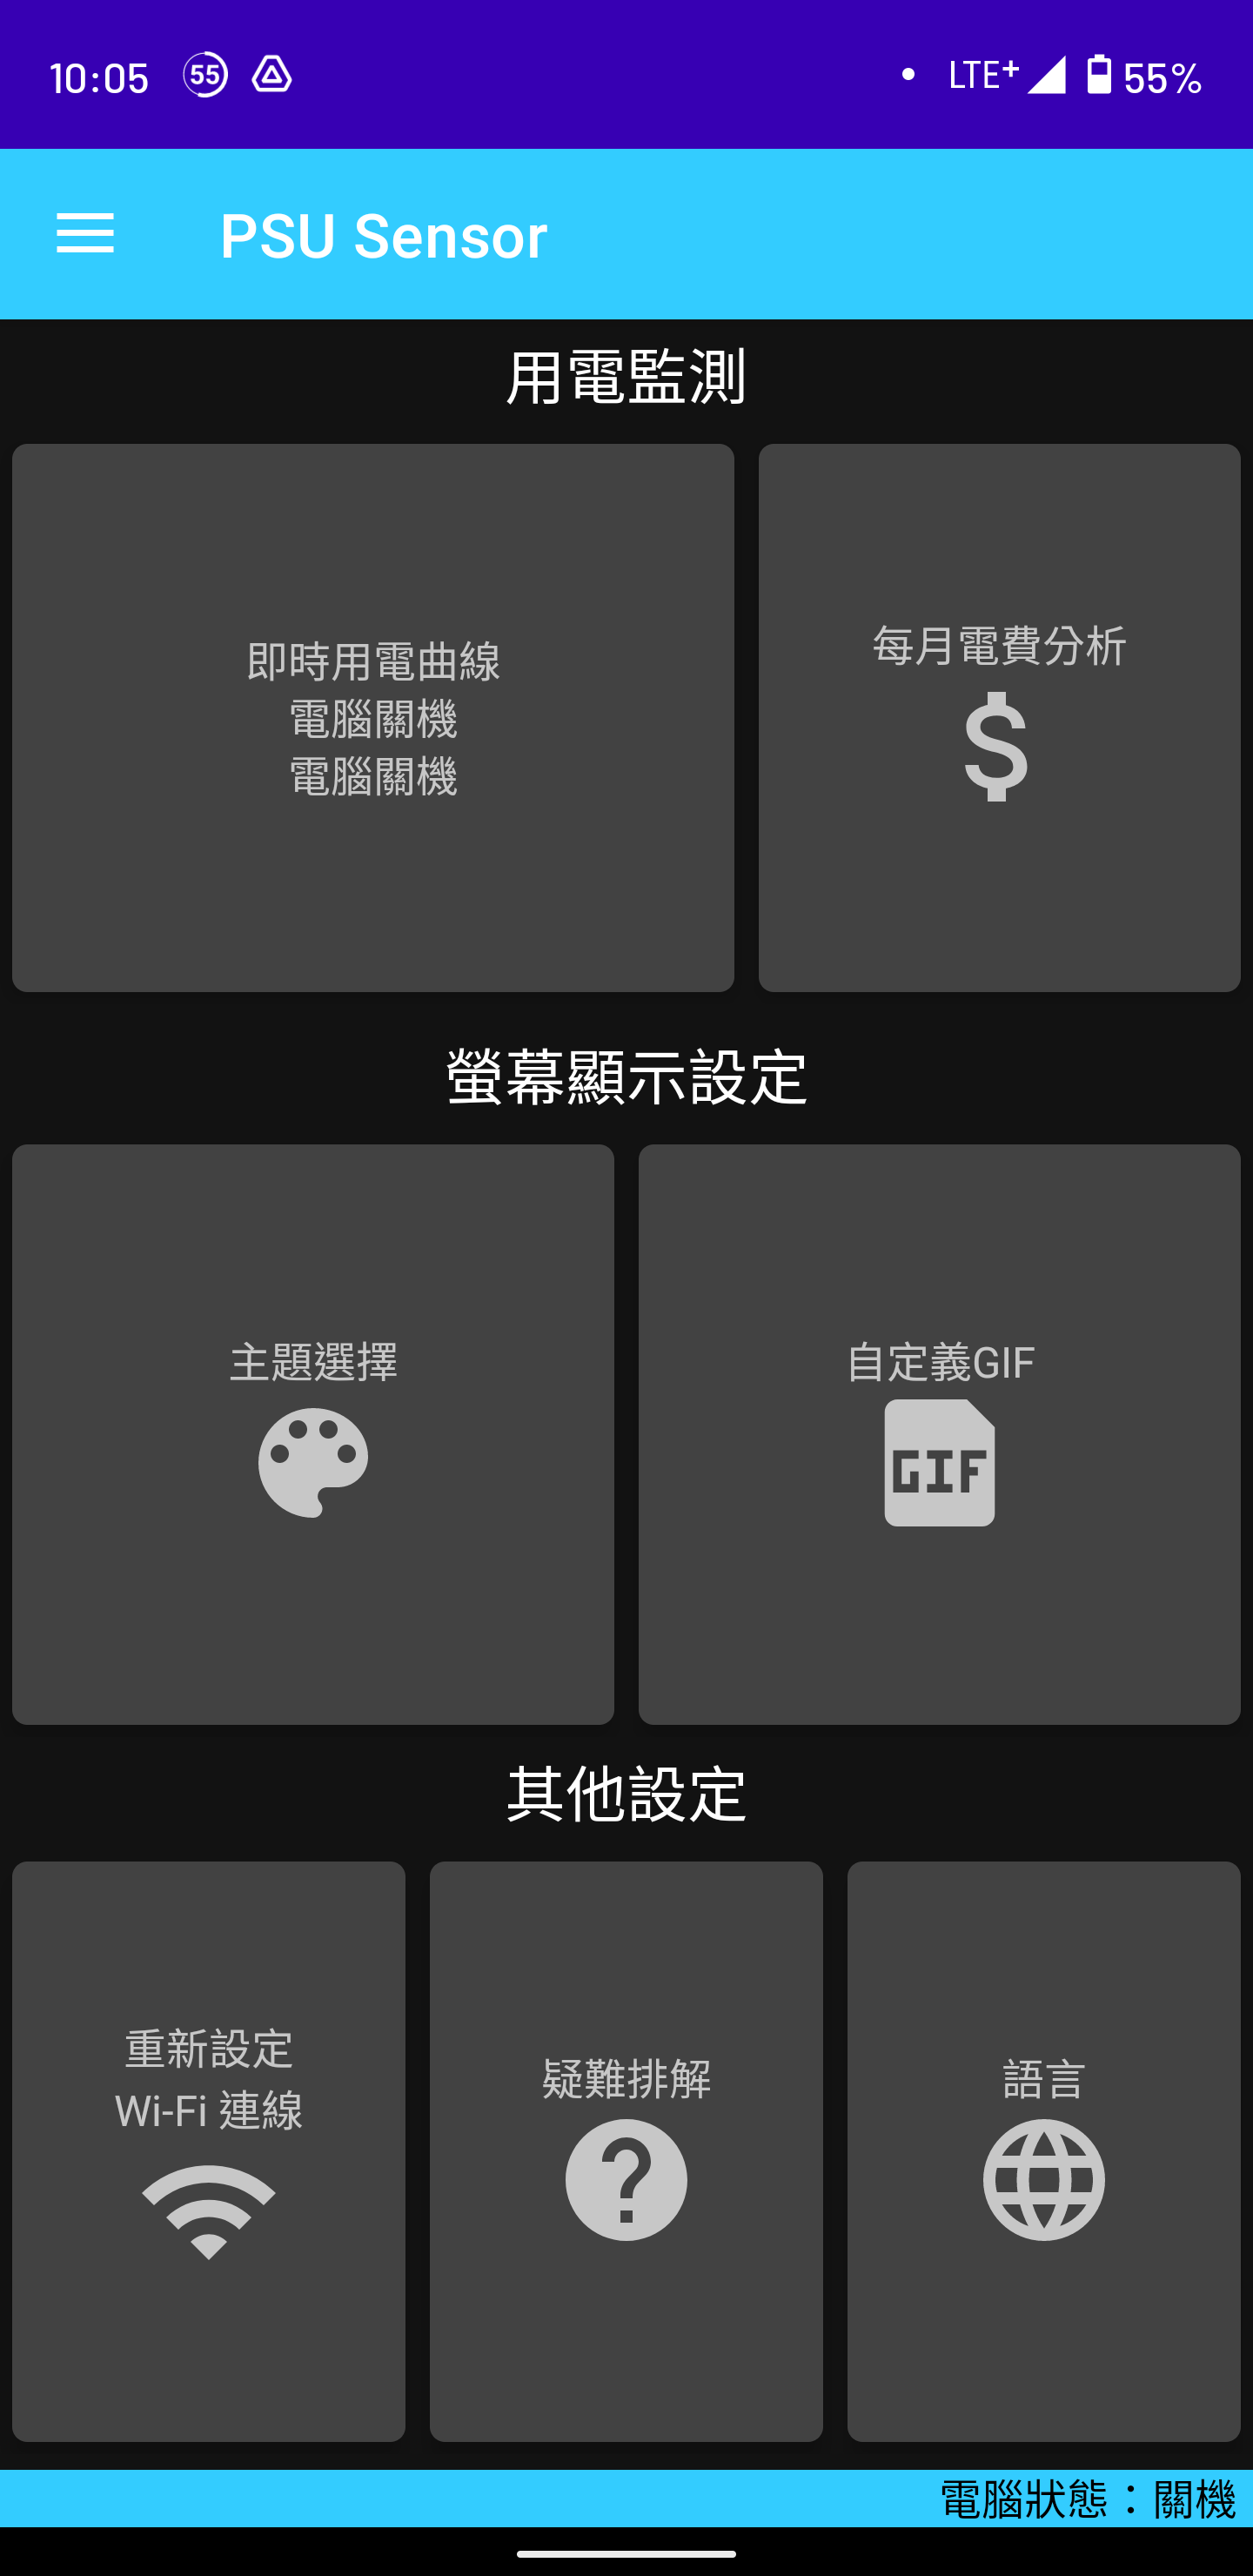 10:05
55
LTE+
55%
PSU Sensor
用電監測
即時用電曲線
電腦關機
電腦關機
每月電費分析
螢幕顯示設定
主題選擇
自定義GIF
GIF
其他設定
重新設定
Wi-Fi 連線
疑難排解
語言
電腦狀態：關機